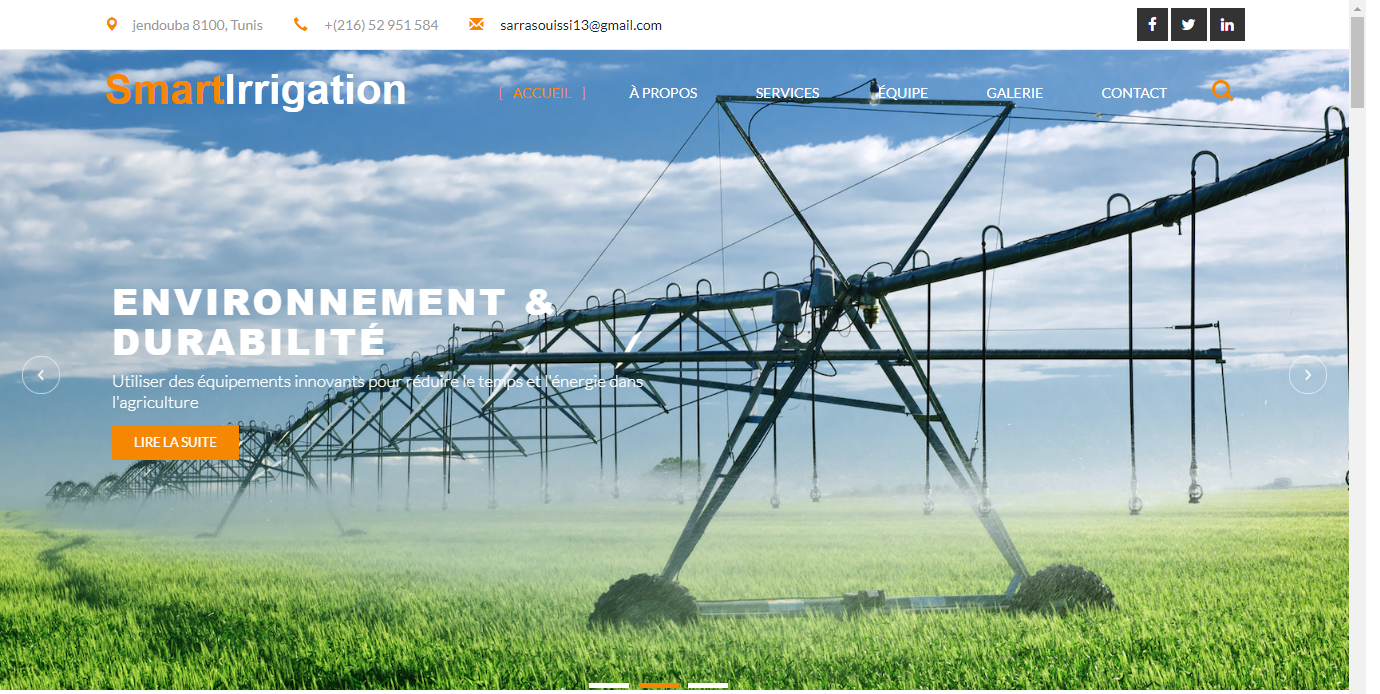 jendouba 8100, Tunis +(216) 52 951 584 sarrasouissi13@gmail.com
SmartIrrigation
[ ACCUEIL ] À PROPOS SERVICES ÉQUIPE GALERIE CONTACT
ENVIRONNEMENT &
DURABILITÉ
Utiliser des équipements innovants pour réduire le temps et l'énergie dans
l'agriculture
LIRE LA SUITE